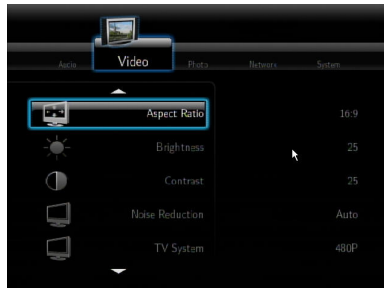 Audio Video Photo Network System
Aspect Ratio 16:9
Brightness 25
Contrast 25
Noise Reduction Auto
TV System 480P